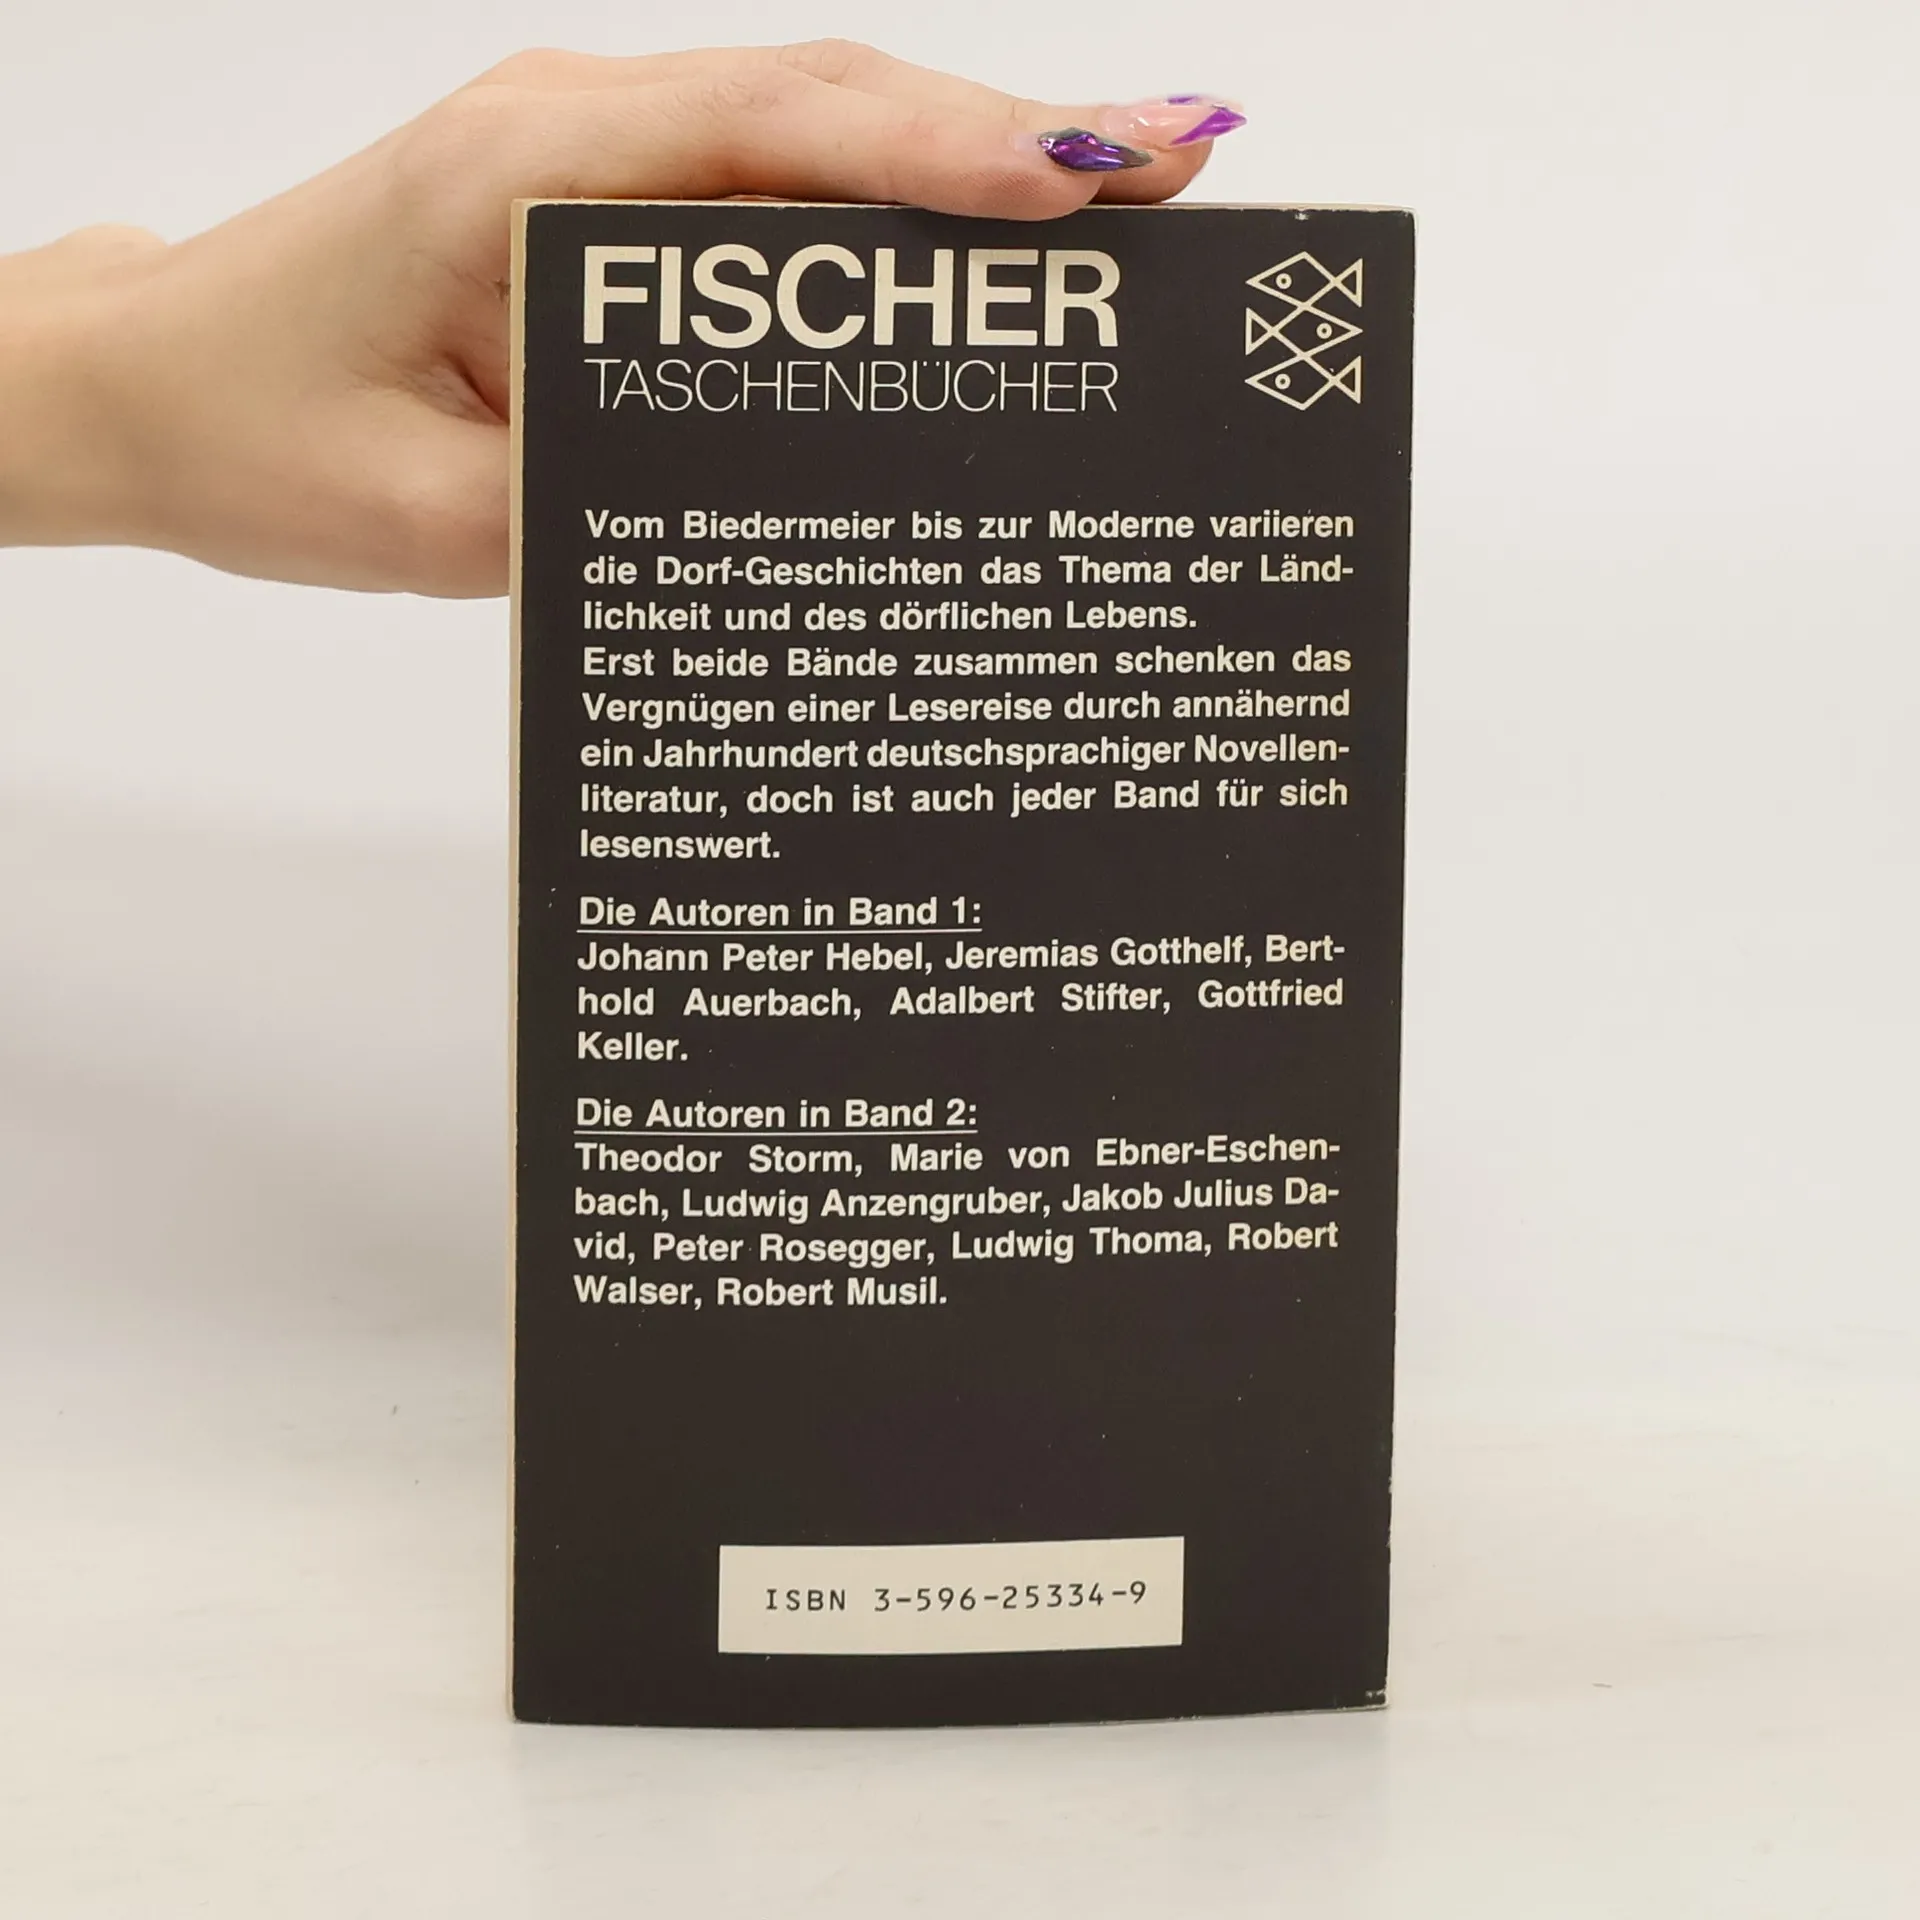 FISCHER
TASCHENBÜCHER
Vom Biedermeier bis zur Moderne variieren
die Dorf-Geschichten das Thema der Länd-
lichkeit und des dörflichen Lebens.
Erst beide Bände zusammen schenken das
Vergnügen einer Lesereise durch annähernd
ein Jahrhundert deutschsprachiger Novellen-
literatur, doch ist auch jeder Band für sich
lesenswert.
Die Autoren in Band 1:
Johann Peter Hebel, Jeremias Gotthelf, Bert-
hold Auerbach, Adalbert Stifter, Gottfried
Keller.
Die Autoren in Band 2:
Theodor Storm, Marie von Ebner-Eschen-
bach, Ludwig Anzengruber, Jakob Julius Da-
vid, Peter Rosegger, Ludwig Thoma, Robert
Walser, Robert Musil.
ISBN 3-596-25334-9